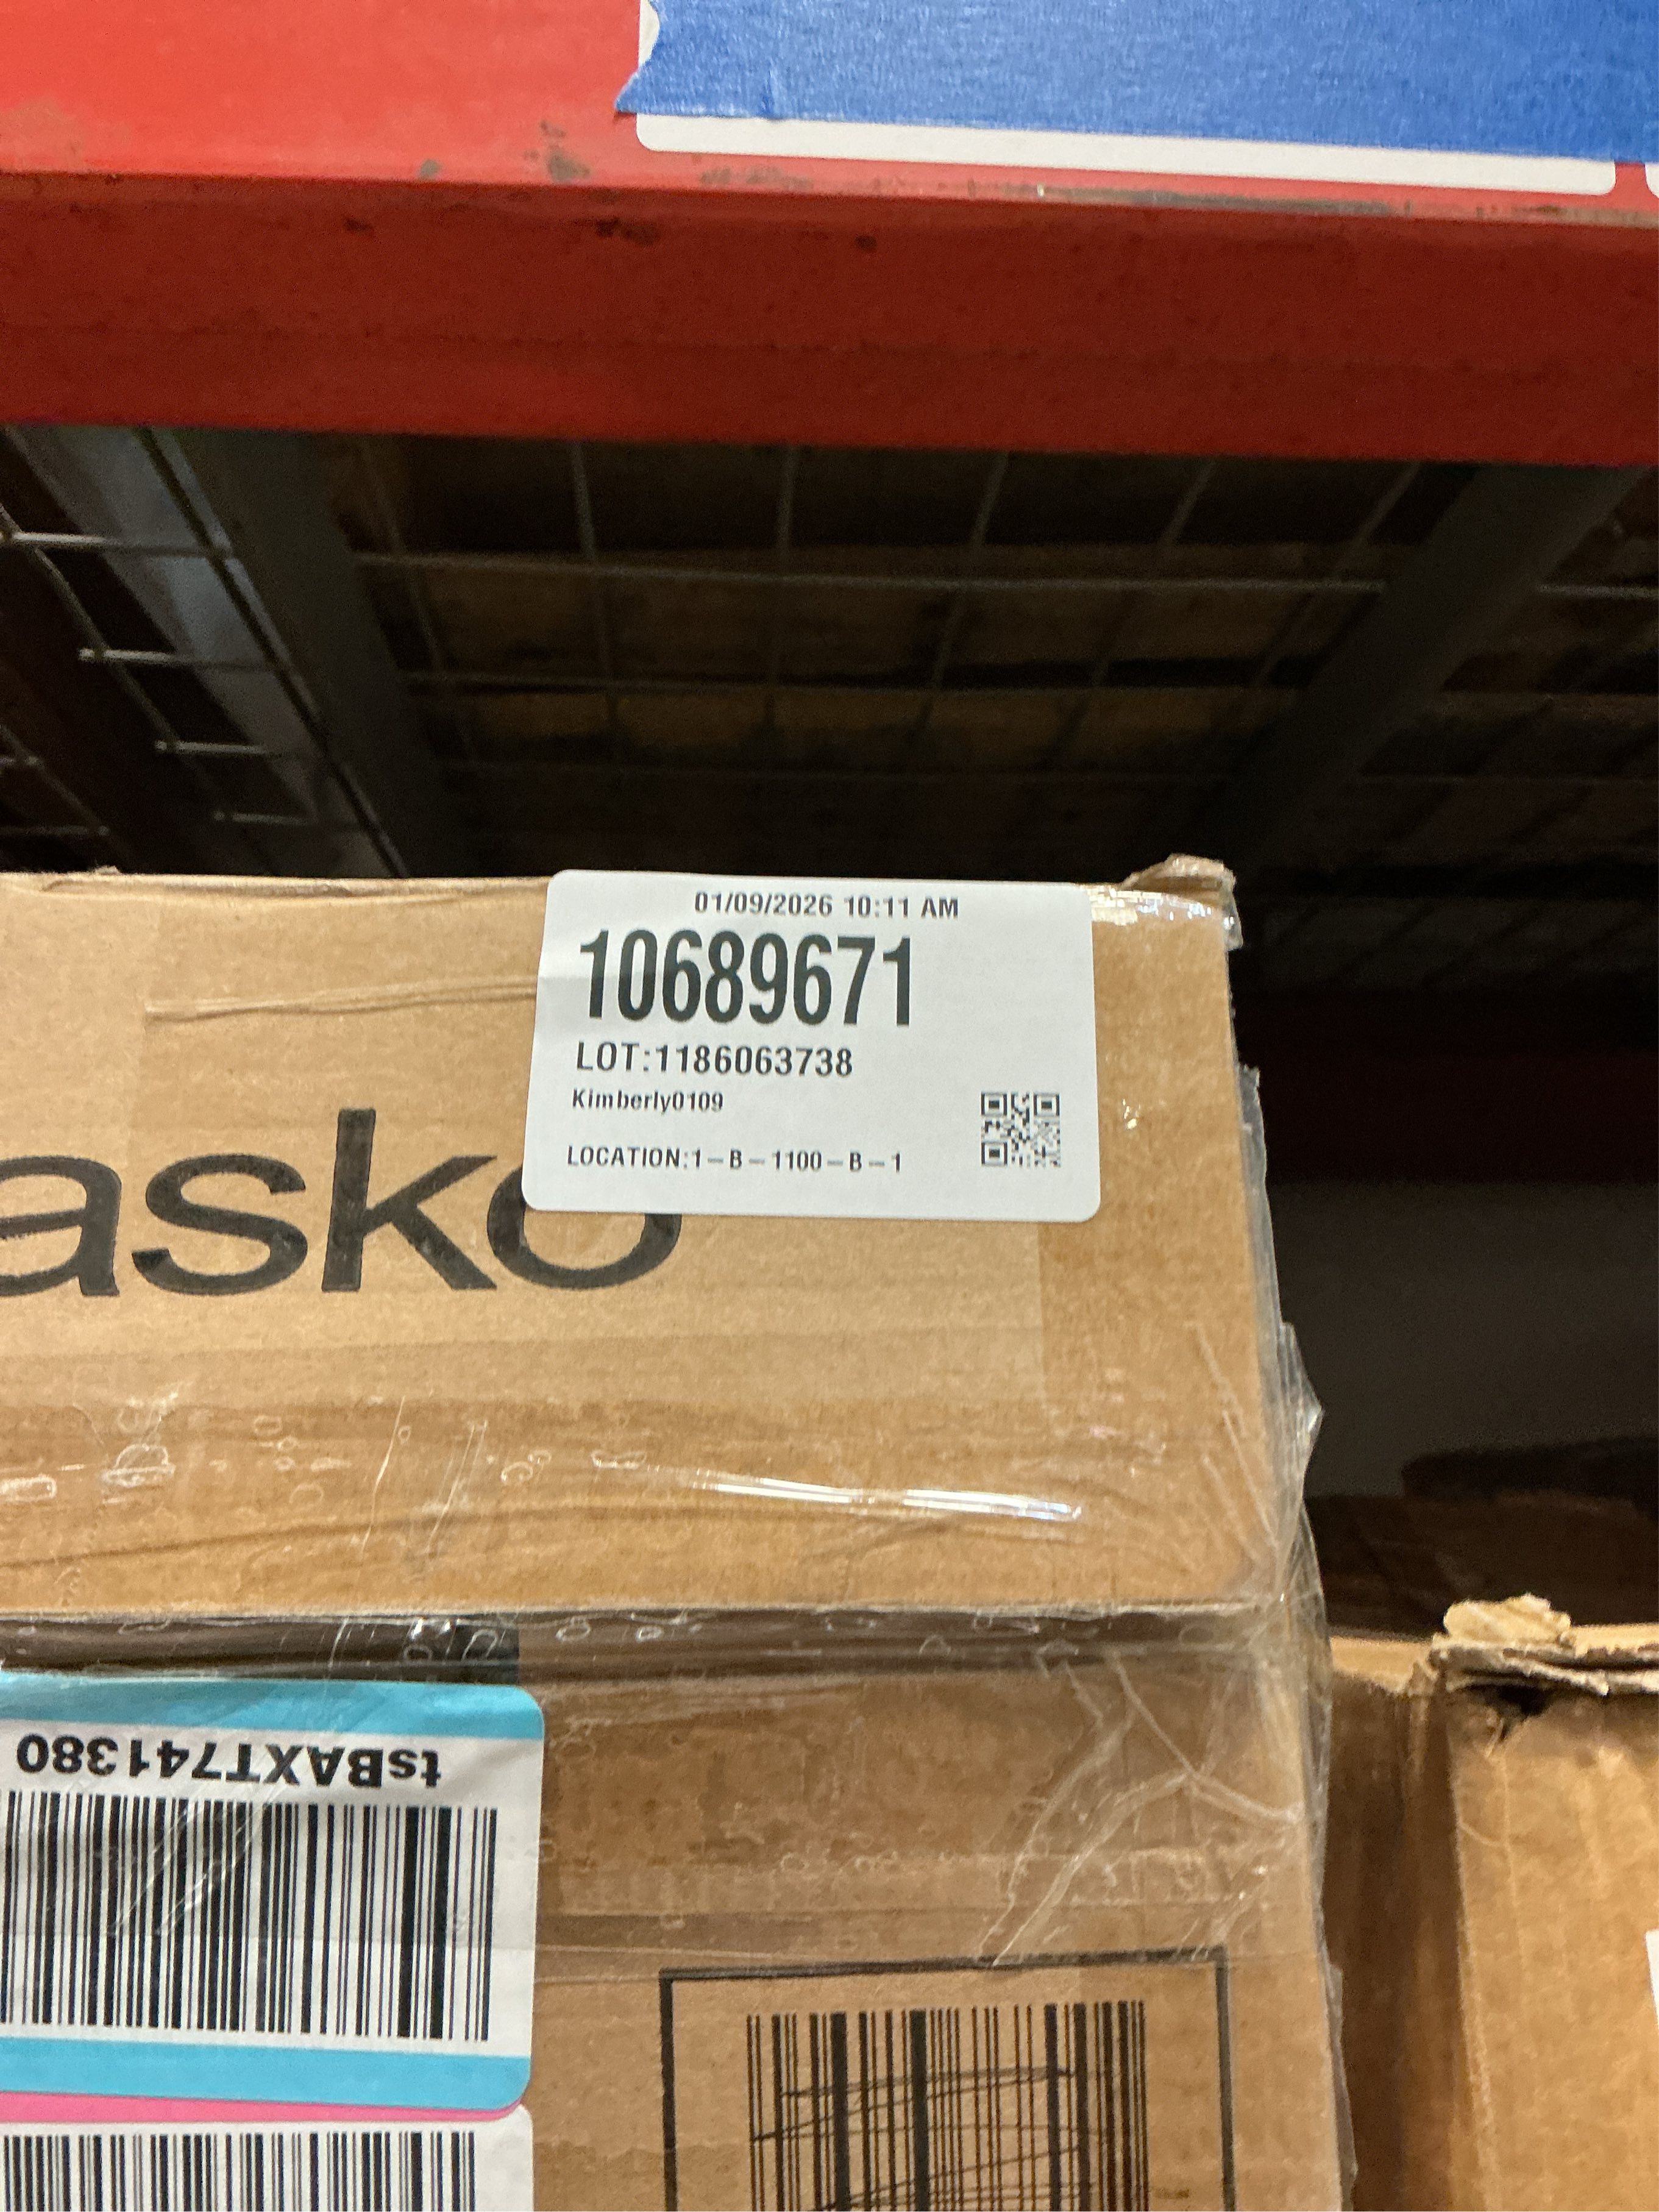 01/09/2026 10:11 AM
10689671
LOT:1186063738
Kimberly0109
LOCATION:1-B-1100-B-1
asko
tsBAXT741380